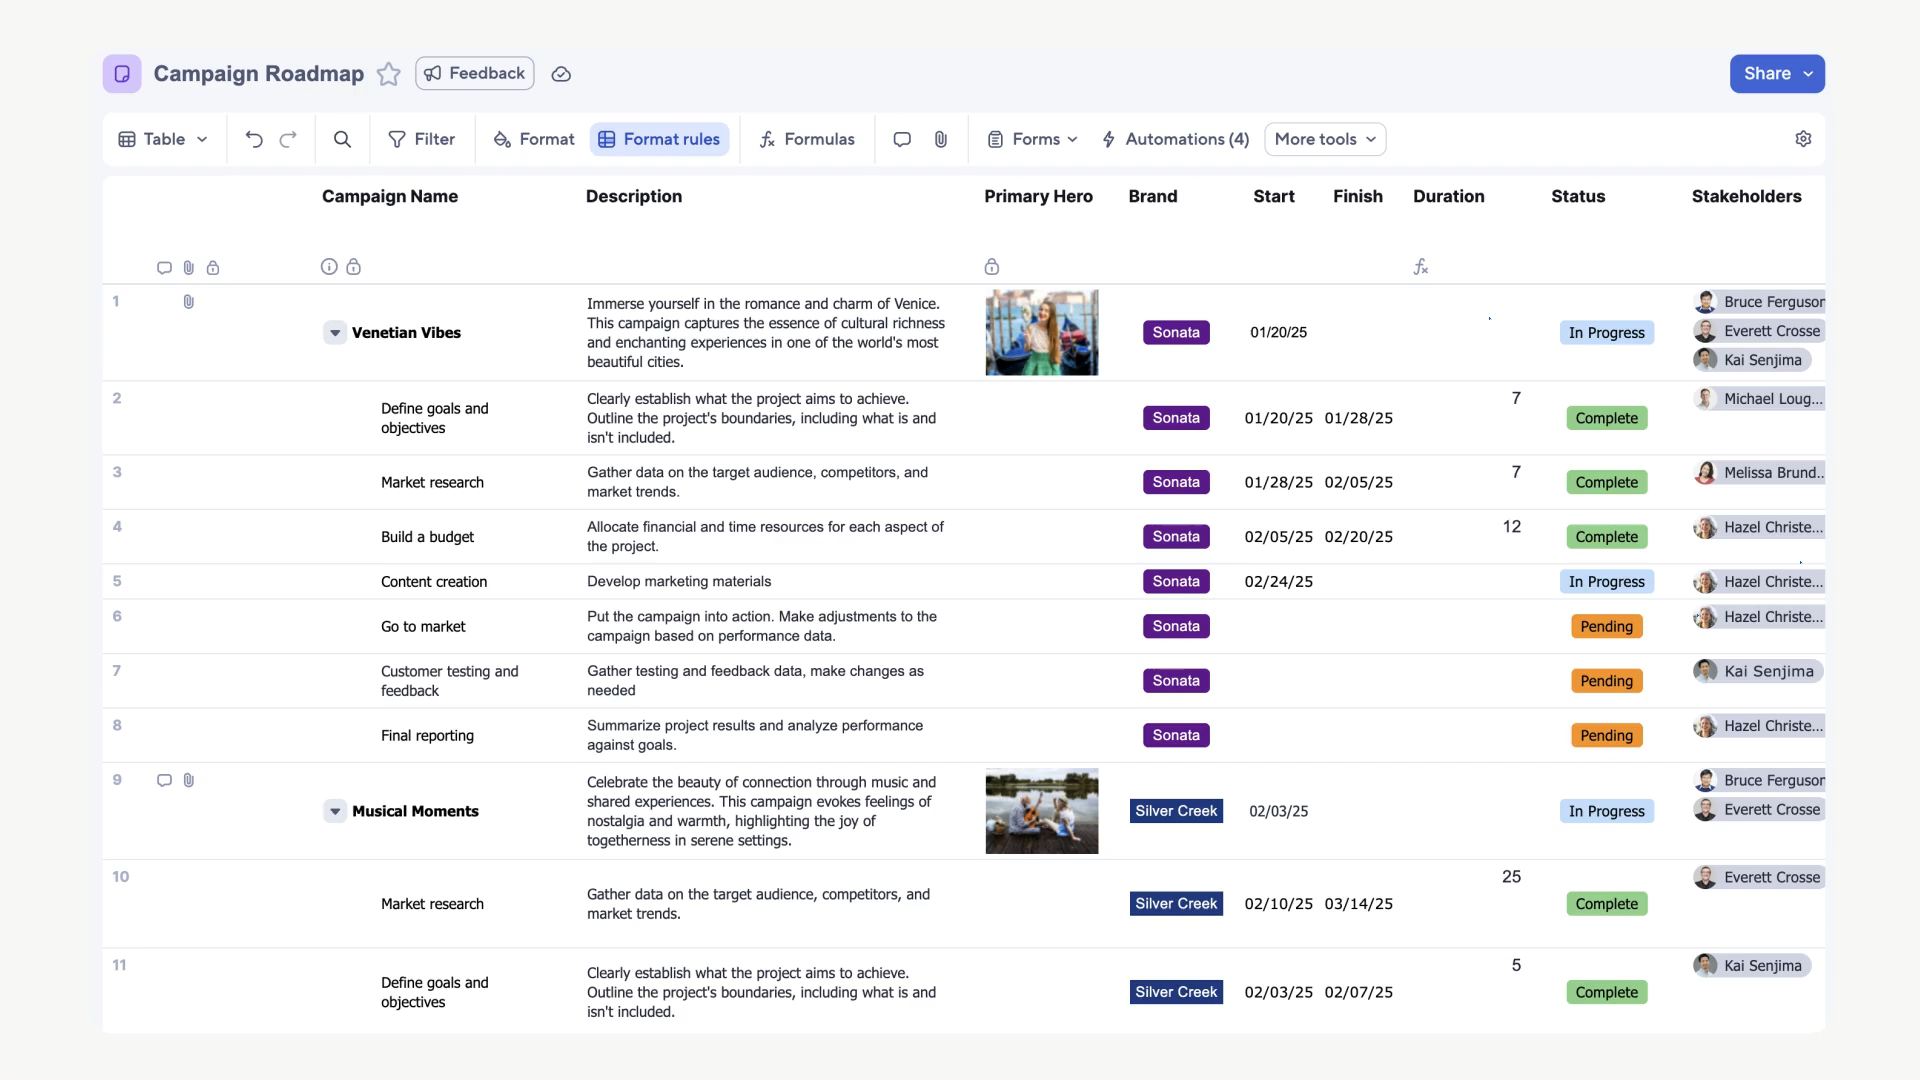 Campaign Roadmap Feedback Share
Table Filter Format Format rules Formulas Forms Automations (4) More tools
Campaign Name Description Primary Hero Brand Start Finish Duration Status Stakeholders
fx
1 Venetian Vibes
Immerse yourself in the romance and charm of Venice.
This campaign captures the essence of cultural richness
and enchanting experiences in one of the world's most
beautiful cities.
Sonata 01/20/25 In Progress
Bruce Ferguson
Everett Crosse
Kai Senjima
2 Define goals and
objectives
Clearly establish what the project aims to achieve.
Outline the project's boundaries, including what is and
isn't included.
Sonata 01/20/25 01/28/25 7 Complete Michael Loug...
3 Market research
Gather data on the target audience, competitors, and
market trends.
Sonata 01/28/25 02/05/25 7 Complete Melissa Brund..
4 Build a budget
Allocate financial and time resources for each aspect of
the project.
Sonata 02/05/25 02/20/25 12 Complete Hazel Christe...
5 Content creation Develop marketing materials Sonata 02/24/25 In Progress Hazel Christe...
6 Go to market
Put the campaign into action. Make adjustments to the
campaign based on performance data.
Sonata Pending Hazel Christe...
7 Customer testing and
feedback
Gather testing and feedback data, make changes as
needed
Sonata Pending Kai Senjima
8 Final reporting
Summarize project results and analyze performance
against goals.
Sonata Pending Hazel Christe...
9 Musical Moments
Celebrate the beauty of connection through music and
shared experiences. This campaign evokes feelings of
nostalgia and warmth, highlighting the joy of
togetherness in serene settings.
Silver Creek 02/03/25 In Progress
Bruce Ferguson
Everett Crosse
10 Market research
Gather data on the target audience, competitors, and
market trends.
Silver Creek 02/10/25 03/14/25 25 Complete Everett Crosse
11 Define goals and
objectives
Clearly establish what the project aims to achieve.
Outline the project's boundaries, including what is and
isn't included.
Silver Creek 02/03/25 02/07/25 5 Complete Kai Senjima